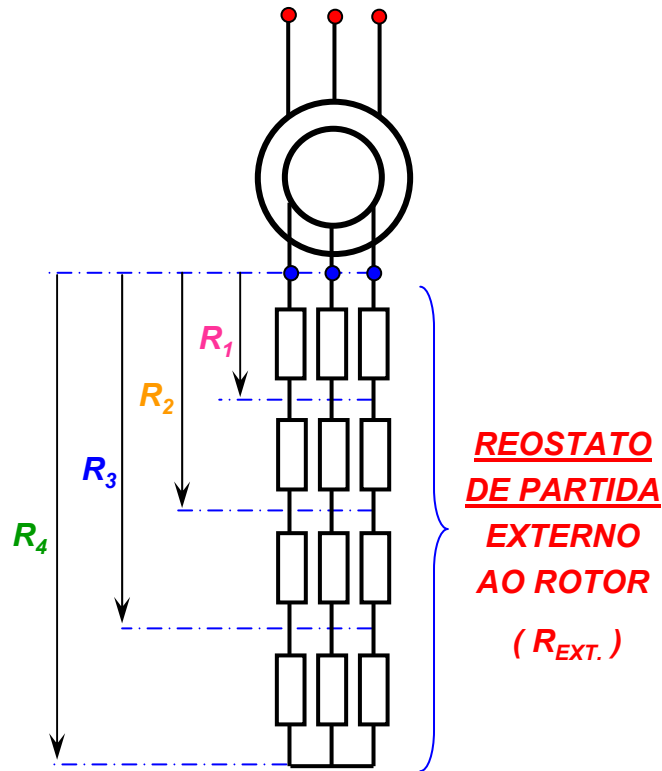 R1
R2
R3
R4
REOSTATO
DE PARTIDA
EXTERNO
AO ROTOR
( REXT. )